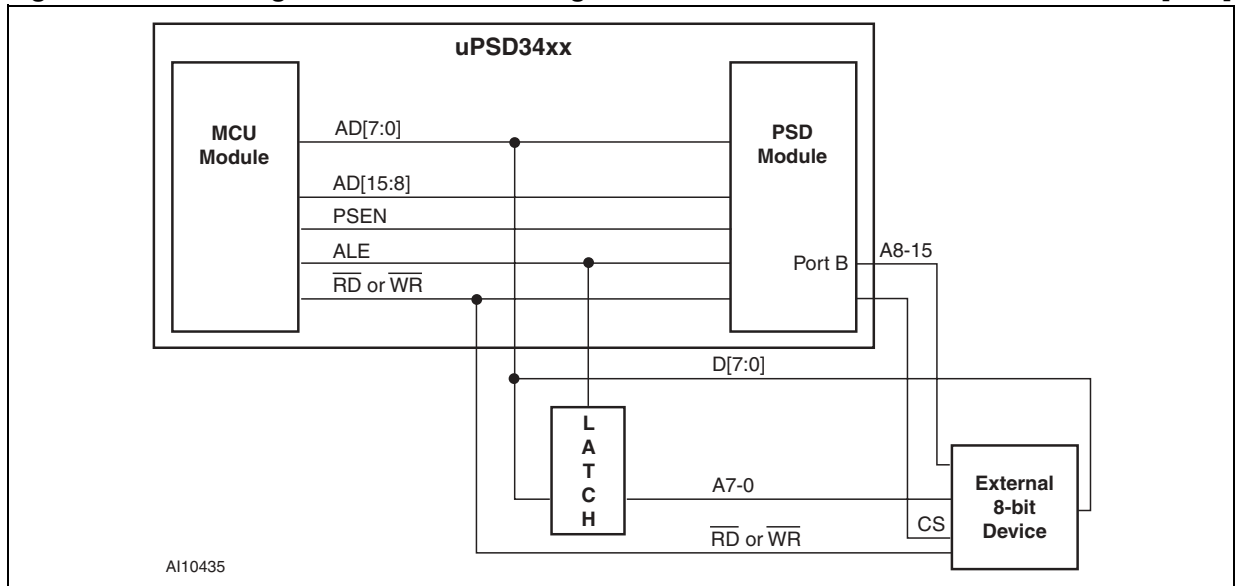 uPSD34xx
MCU
Module
AD[7:0]
AD[15:8]
PSEN
ALE
RD or WR
PSD
Module
Port B
A8-15
D[7:0]
L
A
T
C
H
A7-0
RD or WR
CS
External
8-bit
Device
AI10435